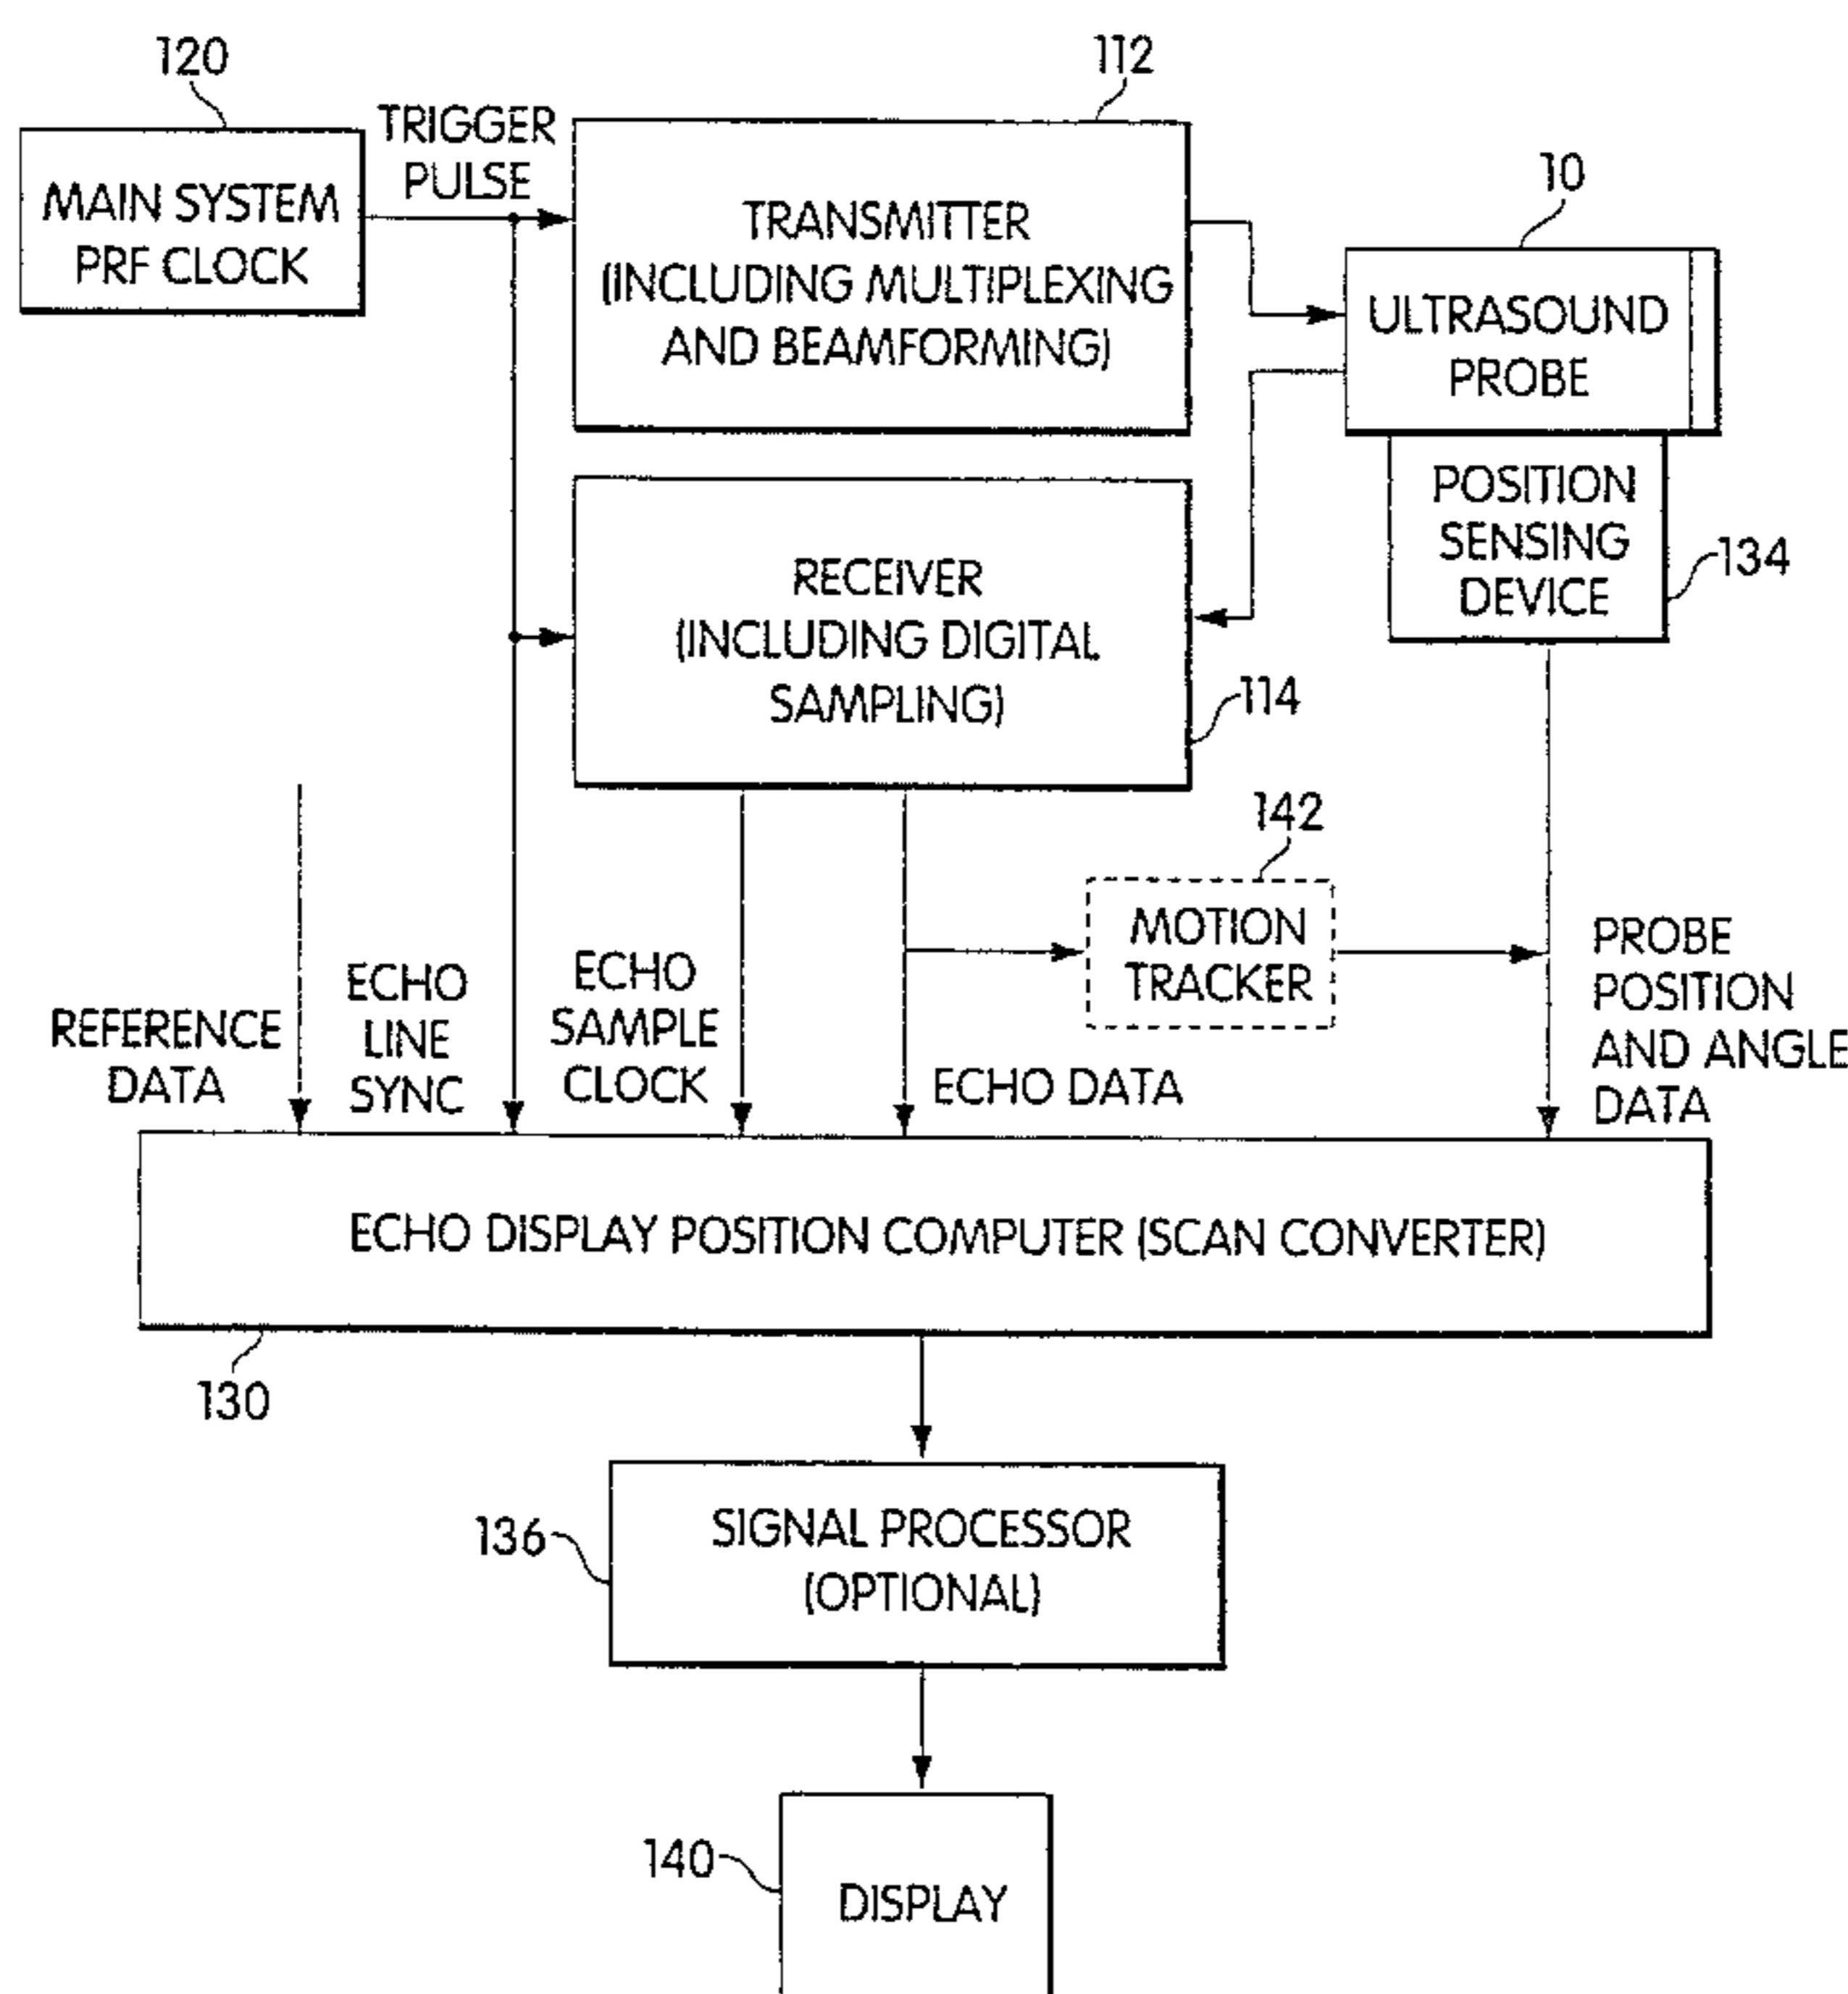 120
TRIGGER
PULSE
112
MAIN SYSTEM
PRF CLOCK
TRANSMITTER
(INCLUDING MULTIPLEXING
AND BEAMFORMING)
10
ULTRASOUND
PROBE
POSITION
SENSING
DEVICE
134
RECEIVER
(INCLUDING DIGITAL
SAMPLING)
114
142
MOTION
TRACKER
REFERENCE
DATA
ECHO
LINE
SYNC
ECHO
SAMPLE
CLOCK
ECHO DATA
PROBE
POSITION
AND ANGLE
DATA
ECHO DISPLAY POSITION COMPUTER (SCAN CONVERTER)
130
136
SIGNAL PROCESSOR
(OPTIONAL)
140
DISPLAY